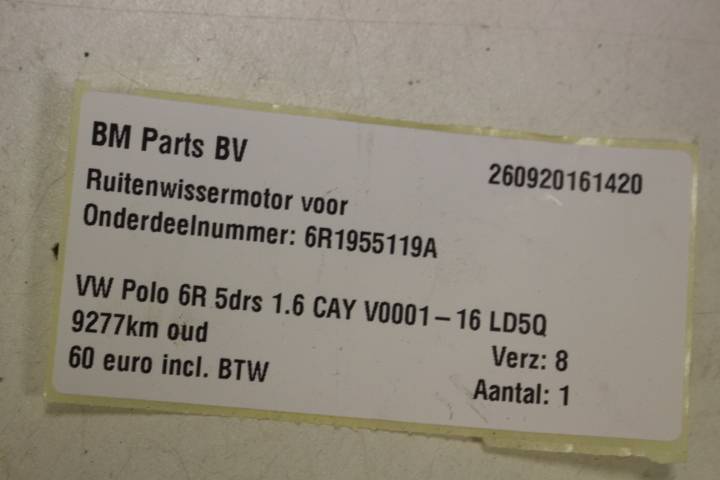 BM Parts BV
260920161420
Ruitenwissermotor voor
Onderdeelnummer: 6R1955119A
VW Polo 6R 5drs 1.6 CAY V0001-16 LD5Q
9277km oud
Verz: 8
60 euro incl. BTW
Aantal: 1